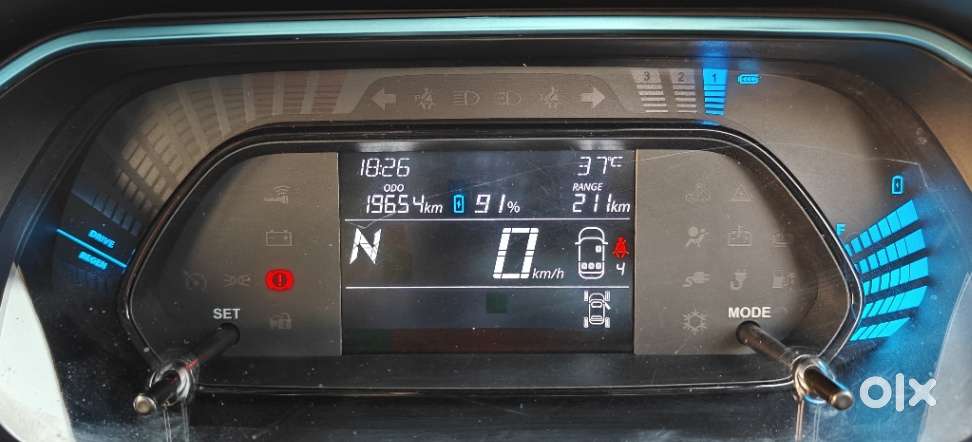 3 2 1
18:26 37°C
ODO RANGE
19654km 91% 211km
F
DRIVE
REGEN
N 0 km/h
4
SET MODE
olx